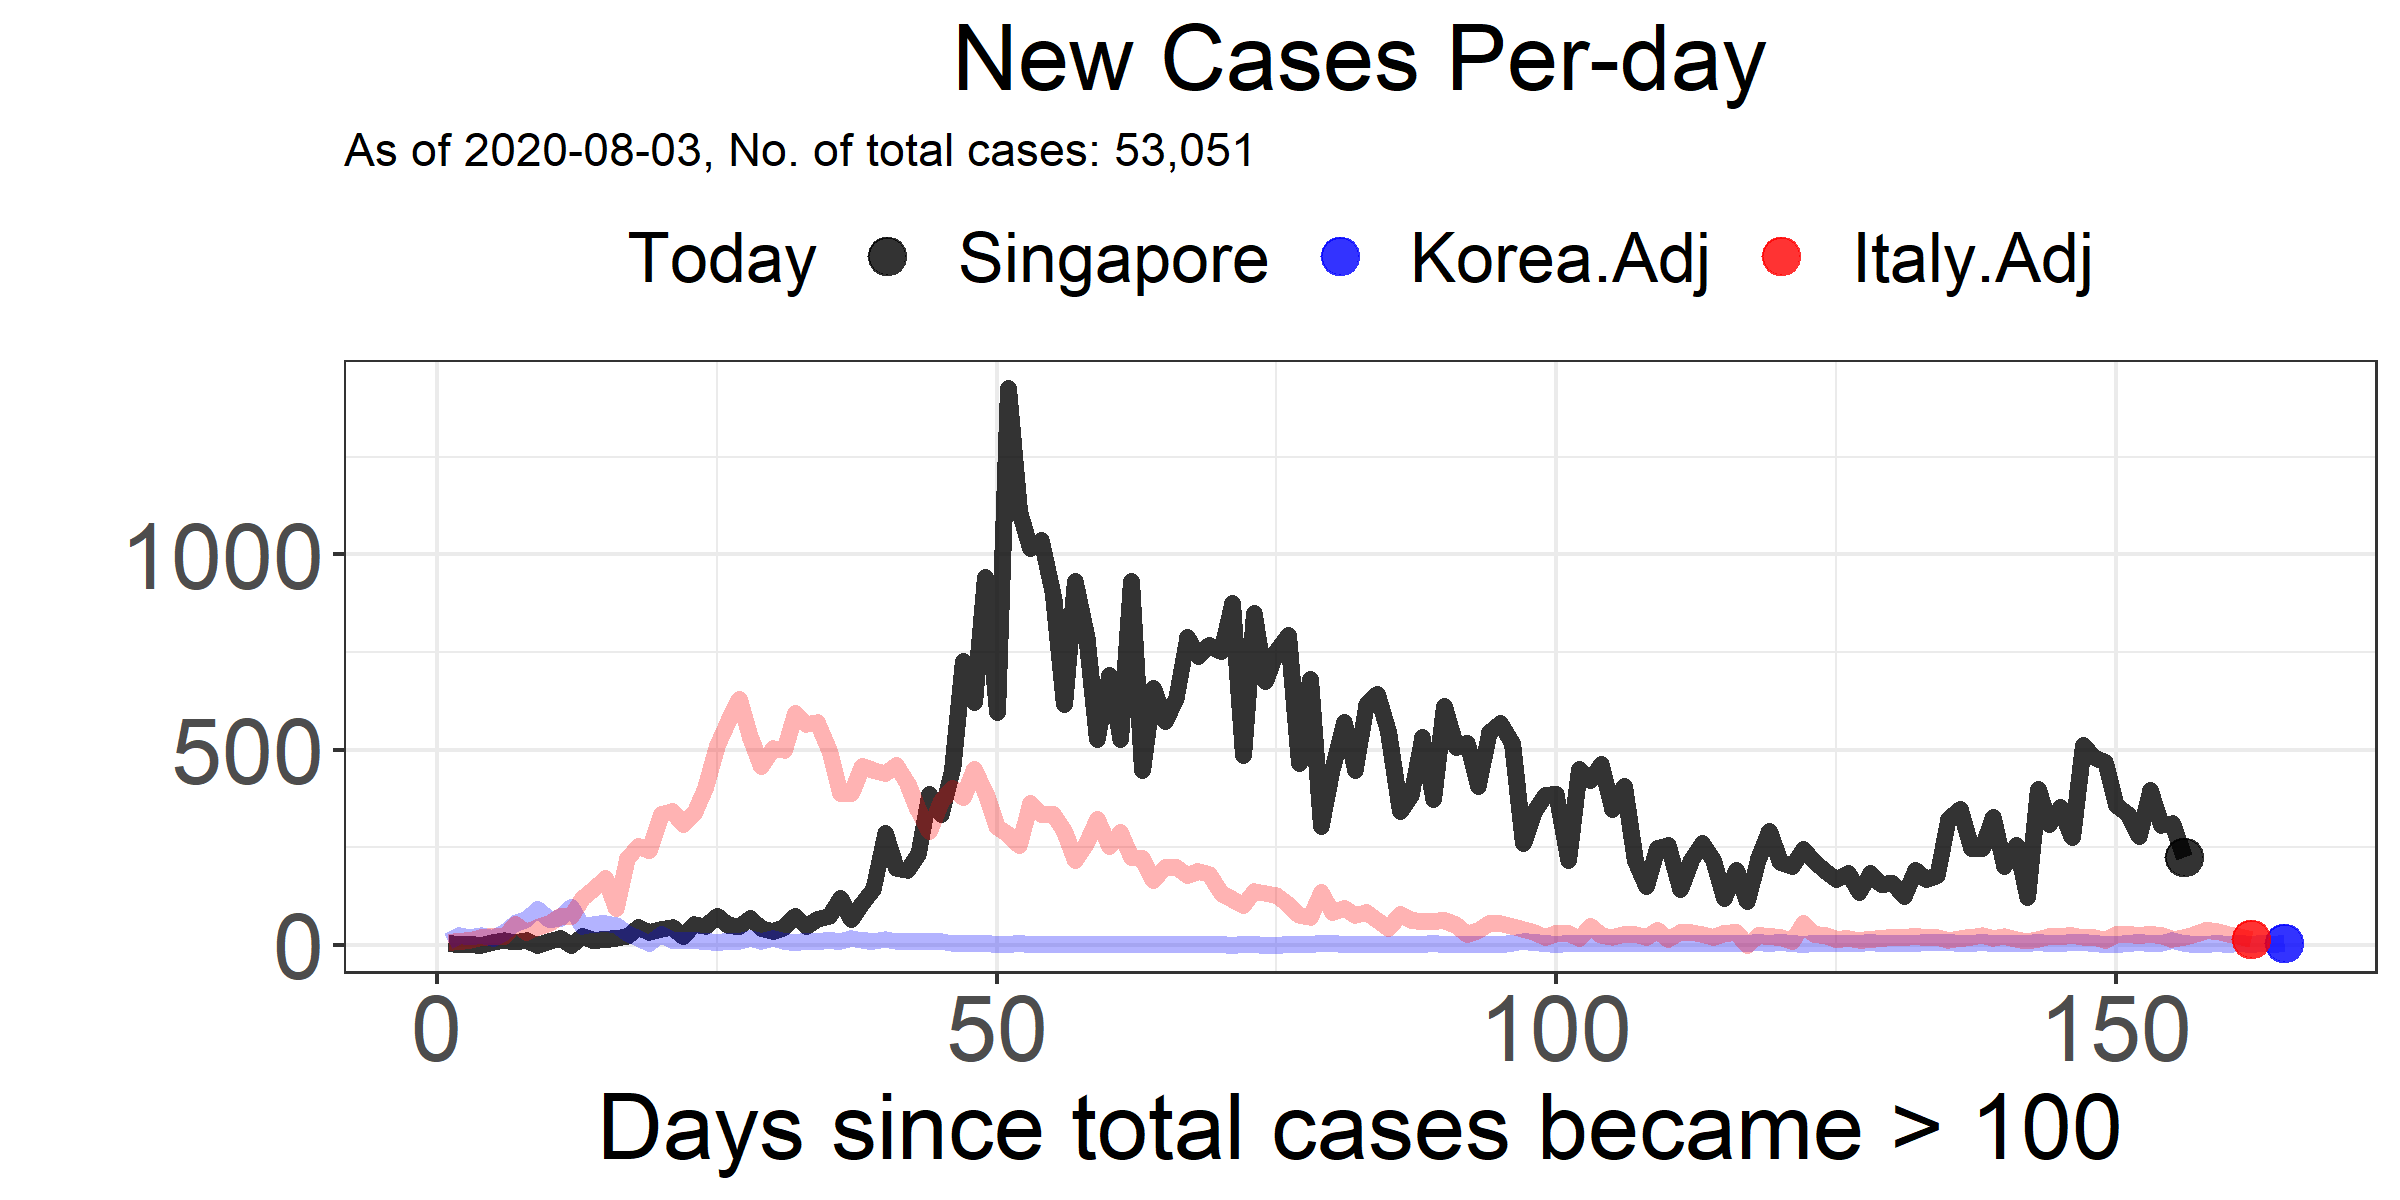 New Cases Per-day
As of 2020-08-03, No. of total cases: 53,051
Today Singapore Korea.Adj Italy.Adj
1000
500
0
0 50 100 150
Days since total cases became > 100